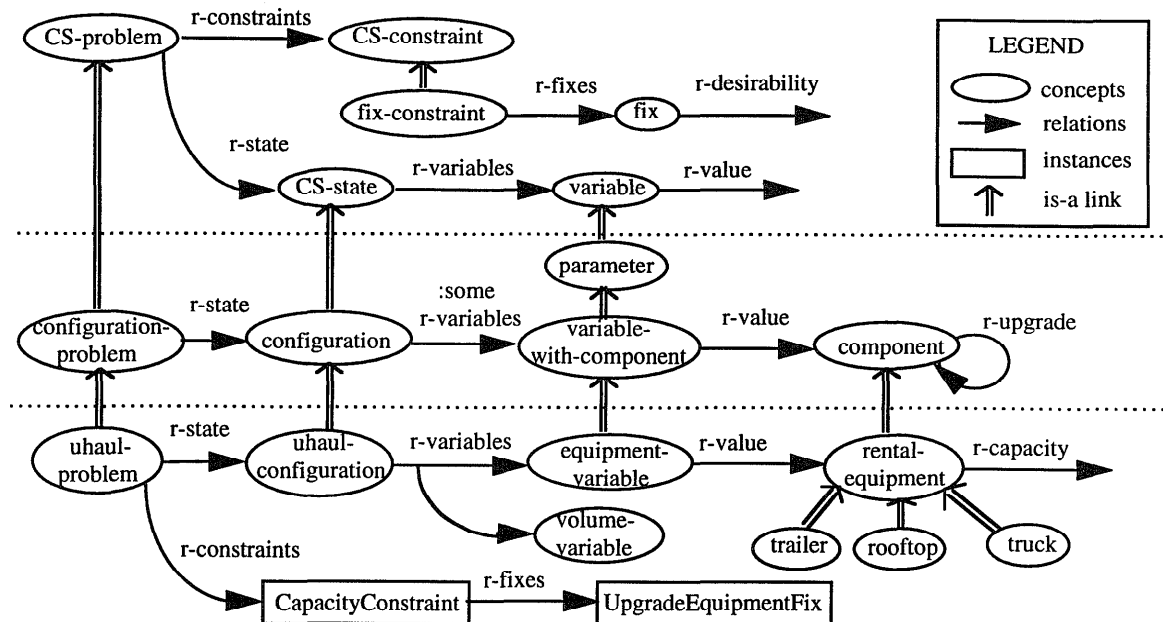 r-constraints
CS-problem
CS-constraint
LEGEND
r-fixes
r-desirability
concepts
fix-constraint
fix
relations
r-state
r-variables
r-value
instances
CS-state
variable
is-a link
parameter
:some
r-state
r-variables
r-value
r-upgrade
configuration-
problem
configuration
variable-
with-component
component
uhaul-
problem
r-state
uhaul-
configuration
r-variables
equipment-
variable
r-value
rental-
equipment
r-capacity
volume-
variable
trailer
rooftop
truck
r-constraints
r-fixes
CapacityConstraint
UpgradeEquipmentFix